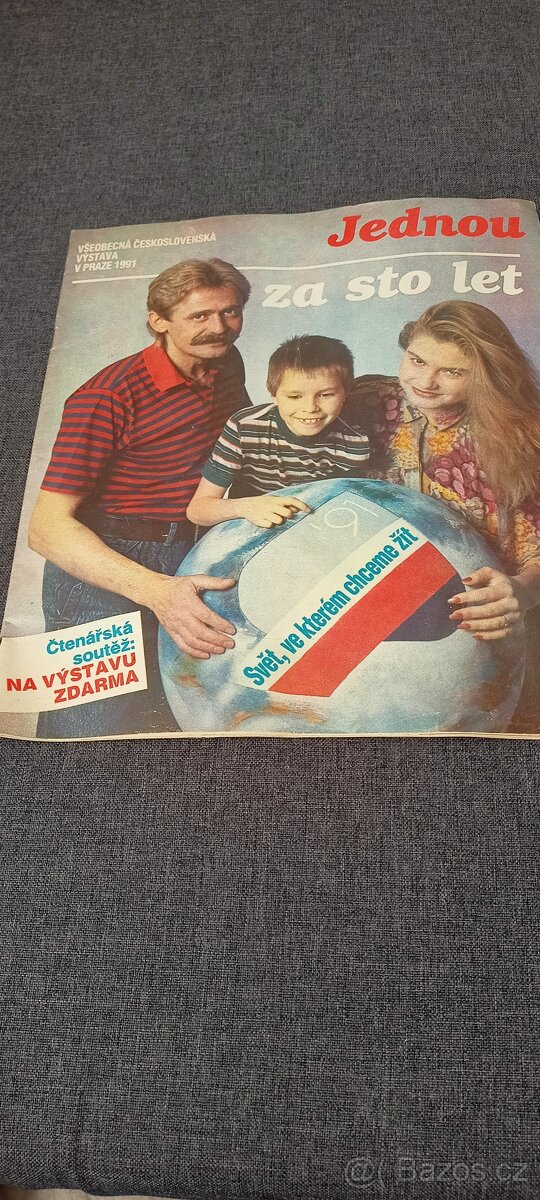 Jednou
za sto let
VŠEOBECNÁ ČESKOSLOVENSKÁ
VÝSTAVA
V PRAZE 1991
'91
Svět, ve kterém chceme žít
Čtenářská
soutěž:
NA VÝSTAVU
ZDARMA
Bazos.cz